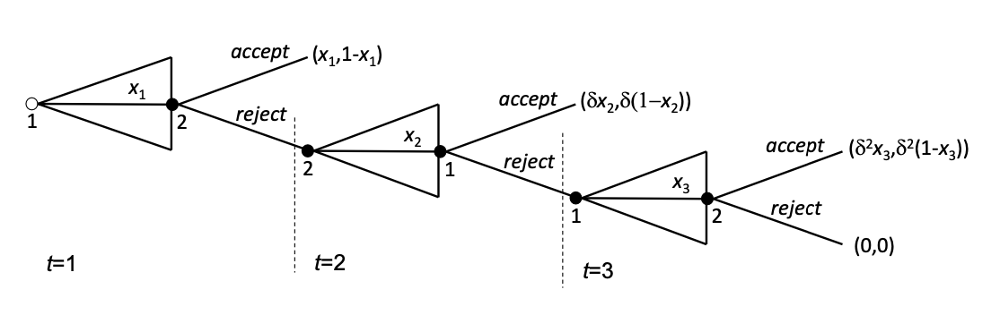 accept (x₁,1-x₁)
x₁
1
2
reject
accept (δx₂,δ(1−x₂))
x₂
2
1
reject
accept (δ²x₃,δ²(1-x₃))
x₃
1
2
reject
(0,0)
t=1
t=2
t=3